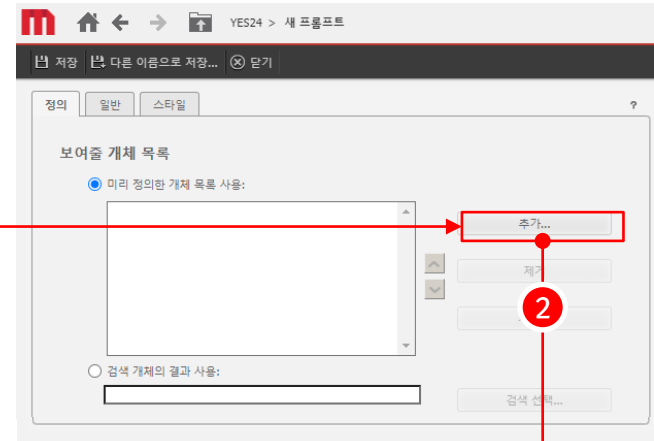 YES24 > 새 프롬프트
저장 다른 이름으로 저장... 닫기
정의 일반 스타일 ?
보여줄 개체 목록
미리 정의한 개체 목록 사용:
추가...
2
검색 개체의 결과 사용:
검색 선택...